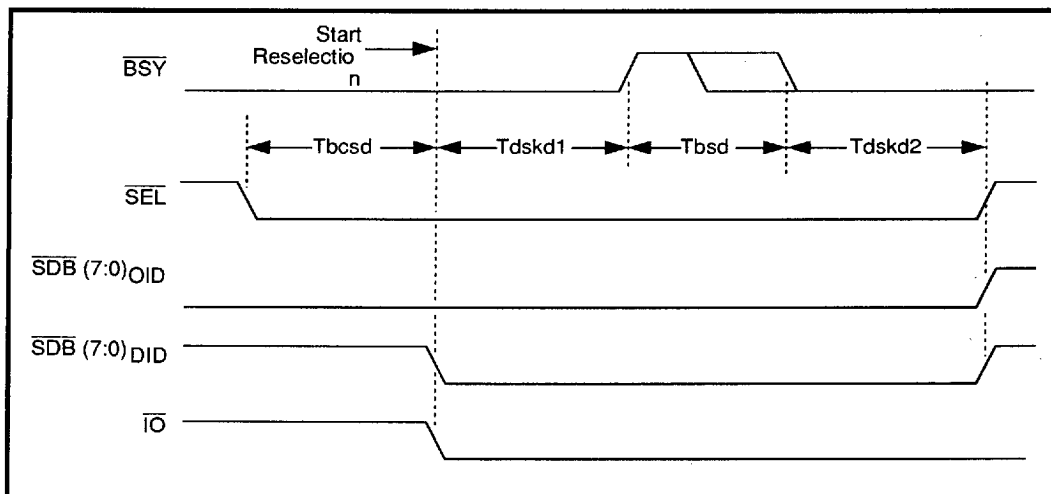 Start
Reselectio
n
BSY
Tbcsd
Tdskd1
Tbsd
Tdskd2
SEL
SDB (7:0) OID
SDB (7:0) DID
IO